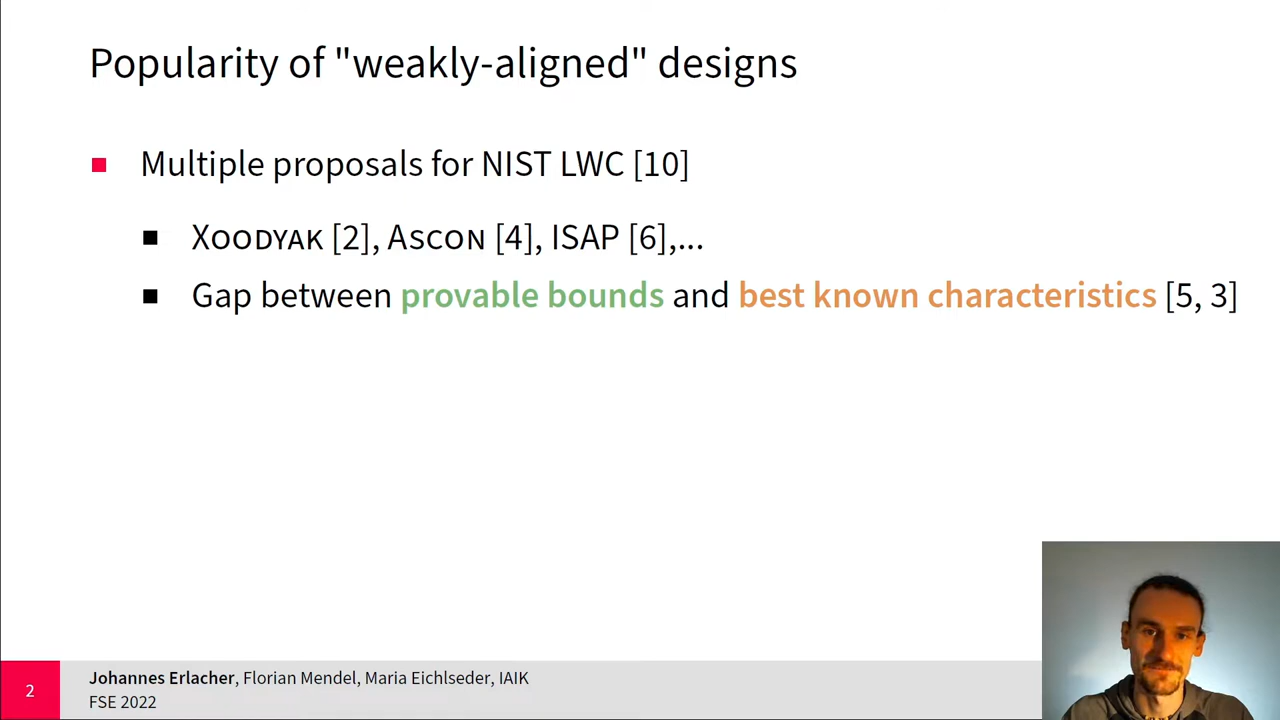 Popularity of "weakly-aligned" designs
Multiple proposals for NIST LWC [10]
Xoodyak [2], Ascon [4], ISAP [6],...
Gap between provable bounds and best known characteristics [5, 3]
2
Johannes Erlacher, Florian Mendel, Maria Eichlseder, IAIK
FSE 2022